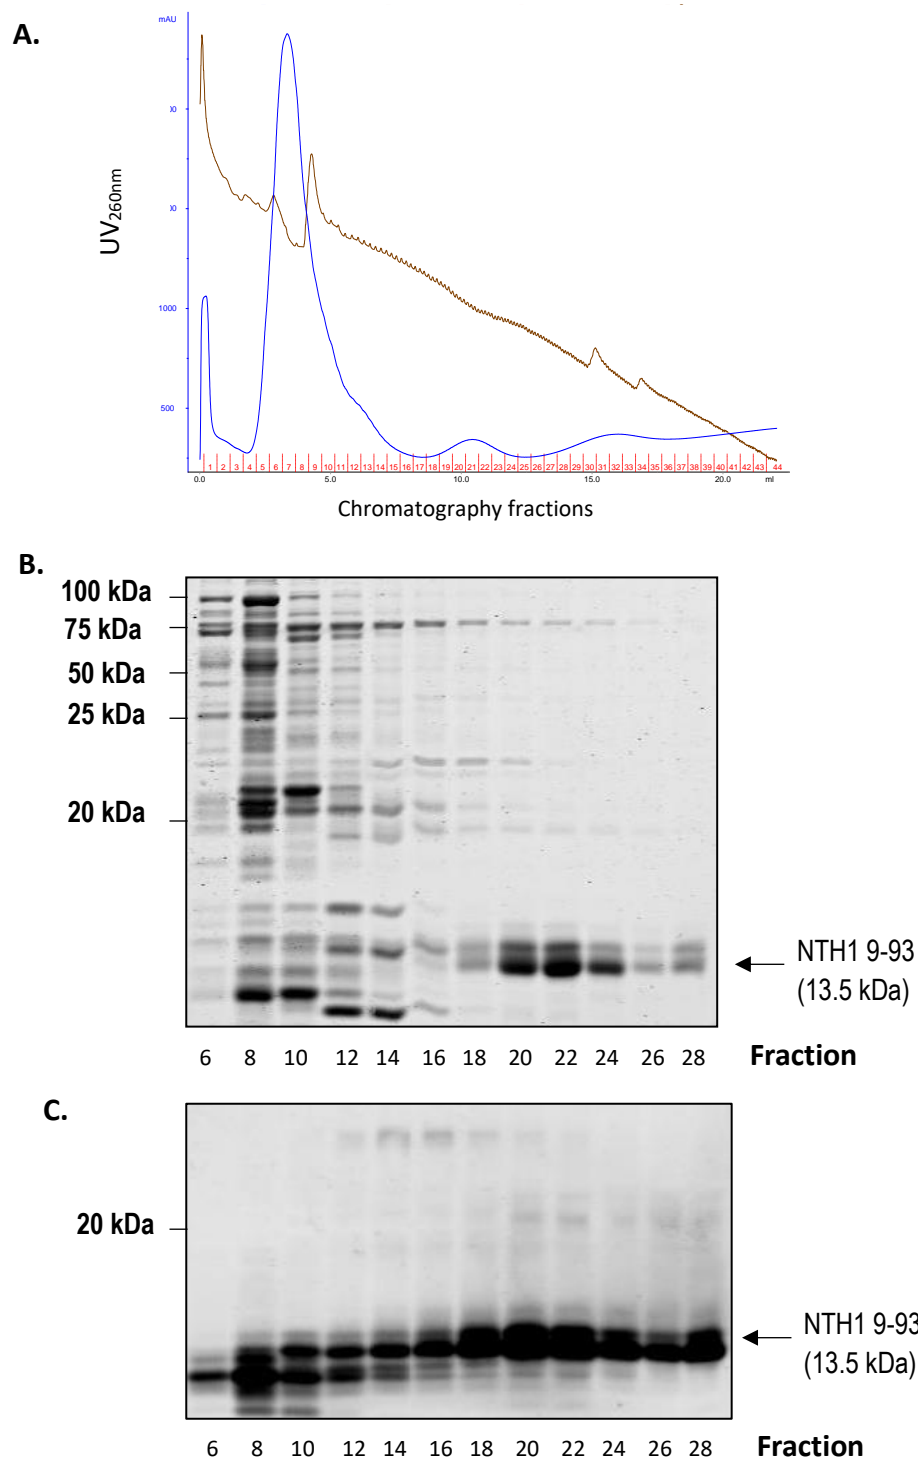 A.
mAU
00
00
1000
500
UV260nm
1 2 3 4 5 6 7 8 9 10 11 12 13 14 15 16 17 18 19 20 21 22 23 24 25 26 27 28 29 30 31 32 33 34 35 36 37 38 39 40 41 42 43 44
0.0 5.0 10.0 15.0 20.0 ml
Chromatography fractions
B.
100 kDa
75 kDa
50 kDa
25 kDa
20 kDa
NTH1 9-93
(13.5 kDa)
6 8 10 12 14 16 18 20 22 24 26 28 Fraction
C.
20 kDa
NTH1 9-93
(13.5 kDa)
6 8 10 12 14 16 18 20 22 24 26 28 Fraction